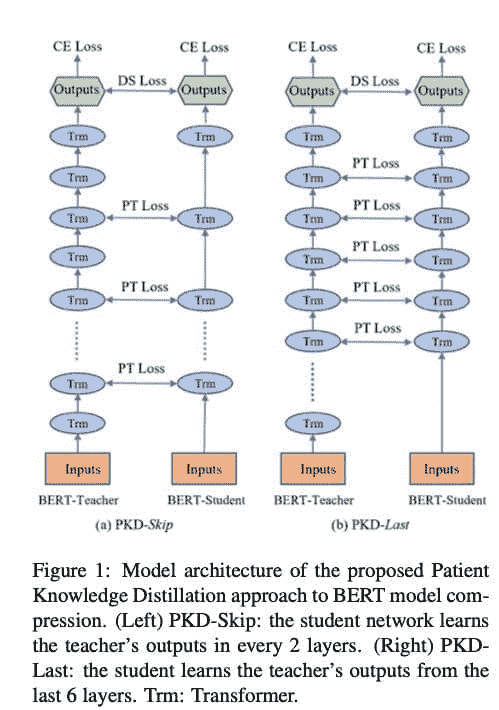 CE Loss CE Loss CE Loss CE Loss
Outputs DS Loss Outputs Outputs DS Loss Outputs
Trm Trm Trm Trm
Trm Trm PT Loss Trm
Trm PT Loss Trm Trm PT Loss Trm
Trm Trm PT Loss Trm
Trm PT Loss Trm Trm PT Loss Trm
Trm PT Loss Trm
Trm PT Loss Trm
Trm Trm
Inputs Inputs Inputs Inputs
BERT-Teacher BERT-Student BERT-Teacher BERT-Student
(a) PKD-Skip (b) PKD-Last
Figure 1: Model architecture of the proposed Patient
Knowledge Distillation approach to BERT model com-
pression. (Left) PKD-Skip: the student network learns
the teacher's outputs in every 2 layers. (Right) PKD-
Last: the student learns the teacher's outputs from the
last 6 layers. Trm: Transformer.